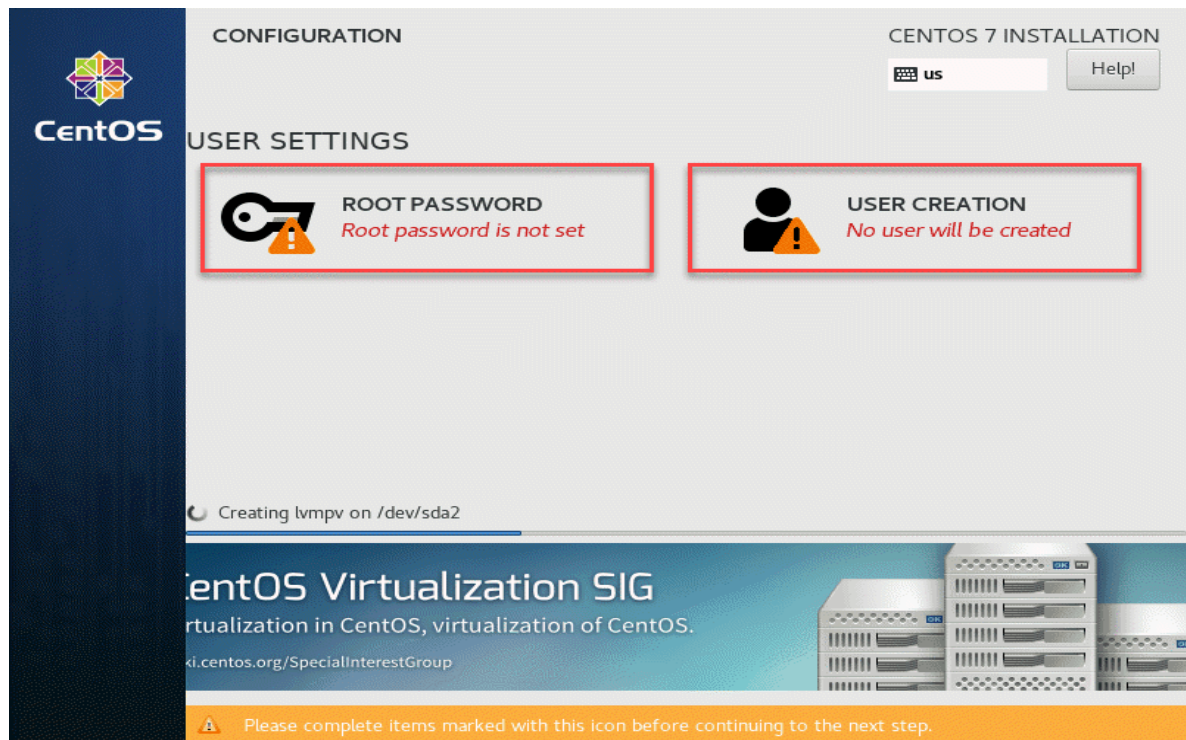 CONFIGURATION
CENTOS 7 INSTALLATION
us
Help!
CentOS
USER SETTINGS
ROOT PASSWORD
Root password is not set
USER CREATION
No user will be created
Creating lvmpv on /dev/sda2
entOS Virtualization SIG
rtualization in CentOS, virtualization of CentOS.
ki.centos.org/SpecialInterestGroup
OK
OK
Please complete items marked with this icon before continuing to the next step.